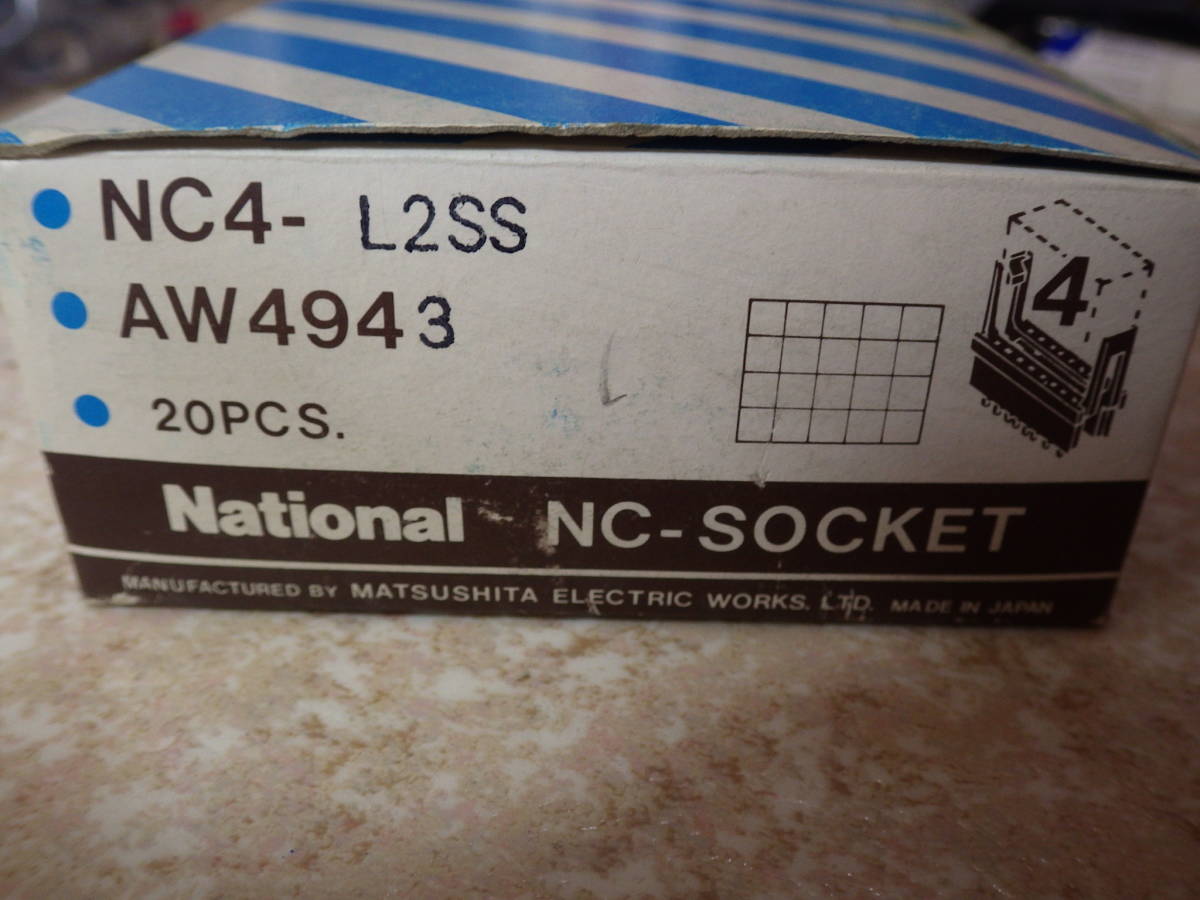 NC4- L2SS
AW4943
20PCS.
4
National NC-SOCKET
MANUFACTURED BY MATSUSHITA ELECTRIC WORKS, LTD. MADE IN JAPAN